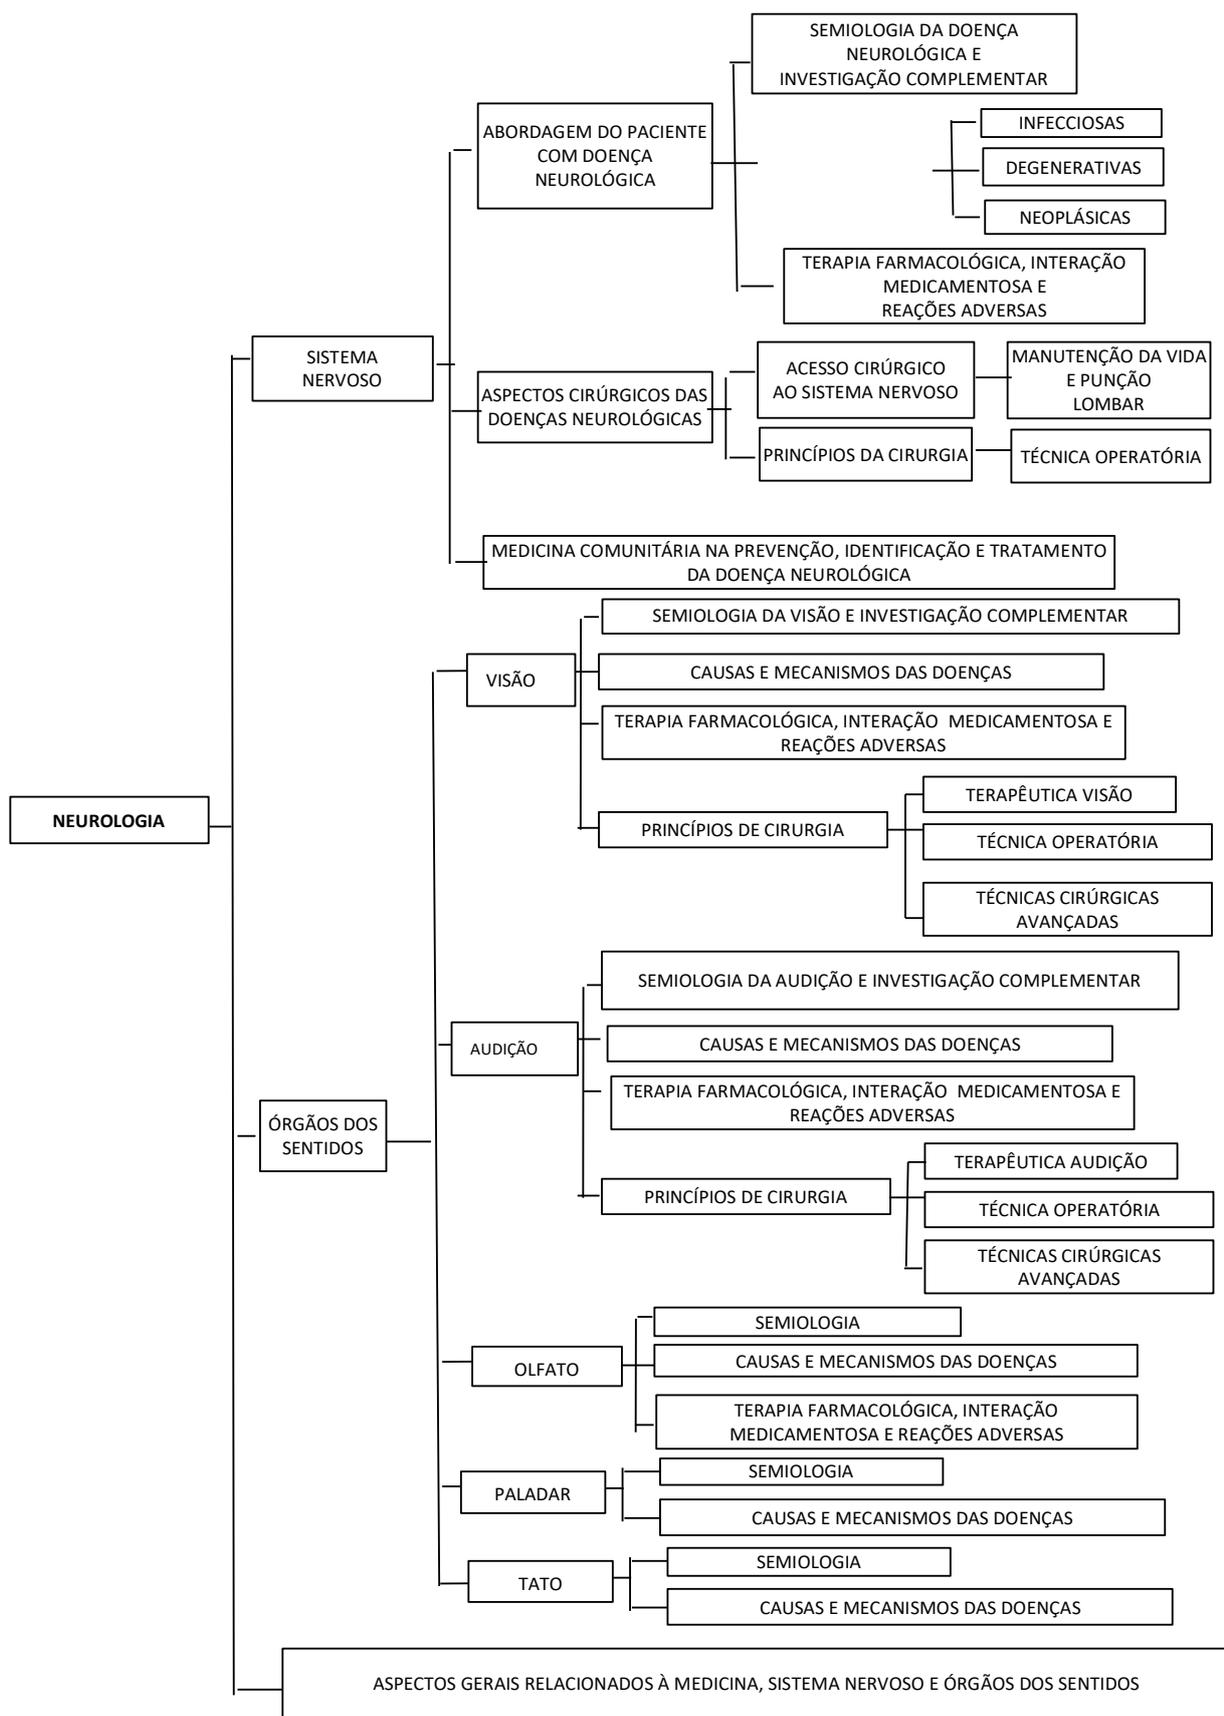 SEMIOLOGIA DA DOENÇA
NEUROLÓGICA E
INVESTIGAÇÃO COMPLEMENTAR
ABORDAGEM DO PACIENTE
COM DOENÇA
NEUROLÓGICA
INFECCIOSAS
DEGENERATIVAS
NEOPLÁSICAS
TERAPIA FARMACOLÓGICA, INTERAÇÃO
MEDICAMENTOSA E
REAÇÕES ADVERSAS
SISTEMA
NERVOSO
ASPECTOS CIRÚRGICOS DAS
DOENÇAS NEUROLÓGICAS
ACESSO CIRÚRGICO
AO SISTEMA NERVOSO
MANUTENÇÃO DA VIDA
E PUNÇÃO
LOMBAR
PRINCÍPIOS DA CIRURGIA
TÉCNICA OPERATÓRIA
MEDICINA COMUNITÁRIA NA PREVENÇÃO, IDENTIFICAÇÃO E TRATAMENTO
DA DOENÇA NEUROLÓGICA
SEMIOLOGIA DA VISÃO E INVESTIGAÇÃO COMPLEMENTAR
VISÃO
CAUSAS E MECANISMOS DAS DOENÇAS
TERAPIA FARMACOLÓGICA, INTERAÇÃO MEDICAMENTOSA E
REAÇÕES ADVERSAS
NEUROLOGIA
PRINCÍPIOS DE CIRURGIA
TERAPÊUTICA VISÃO
TÉCNICA OPERATÓRIA
TÉCNICAS CIRÚRGICAS
AVANÇADAS
SEMIOLOGIA DA AUDIÇÃO E INVESTIGAÇÃO COMPLEMENTAR
AUDIÇÃO
CAUSAS E MECANISMOS DAS DOENÇAS
TERAPIA FARMACOLÓGICA, INTERAÇÃO MEDICAMENTOSA E
REAÇÕES ADVERSAS
ÓRGÃOS DOS
SENTIDOS
PRINCÍPIOS DE CIRURGIA
TERAPÊUTICA AUDIÇÃO
TÉCNICA OPERATÓRIA
TÉCNICAS CIRÚRGICAS
AVANÇADAS
SEMIOLOGIA
OLFATO
CAUSAS E MECANISMOS DAS DOENÇAS
TERAPIA FARMACOLÓGICA, INTERAÇÃO
MEDICAMENTOSA E REAÇÕES ADVERSAS
SEMIOLOGIA
PALADAR
CAUSAS E MECANISMOS DAS DOENÇAS
SEMIOLOGIA
TATO
CAUSAS E MECANISMOS DAS DOENÇAS
ASPECTOS GERAIS RELACIONADOS À MEDICINA, SISTEMA NERVOSO E ÓRGÃOS DOS SENTIDOS